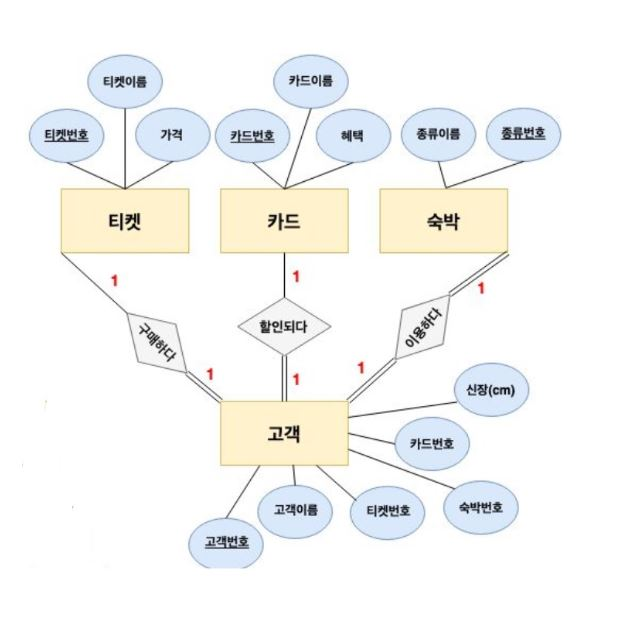 티켓이름
카드이름
티켓번호
가격
카드번호
혜택
종류이름
종류번호
티켓
카드
숙박
1
1
1
구매하다
할인되다
이용하다
1
1
1
고객
신장(cm)
카드번호
숙박번호
티켓번호
고객이름
고객번호